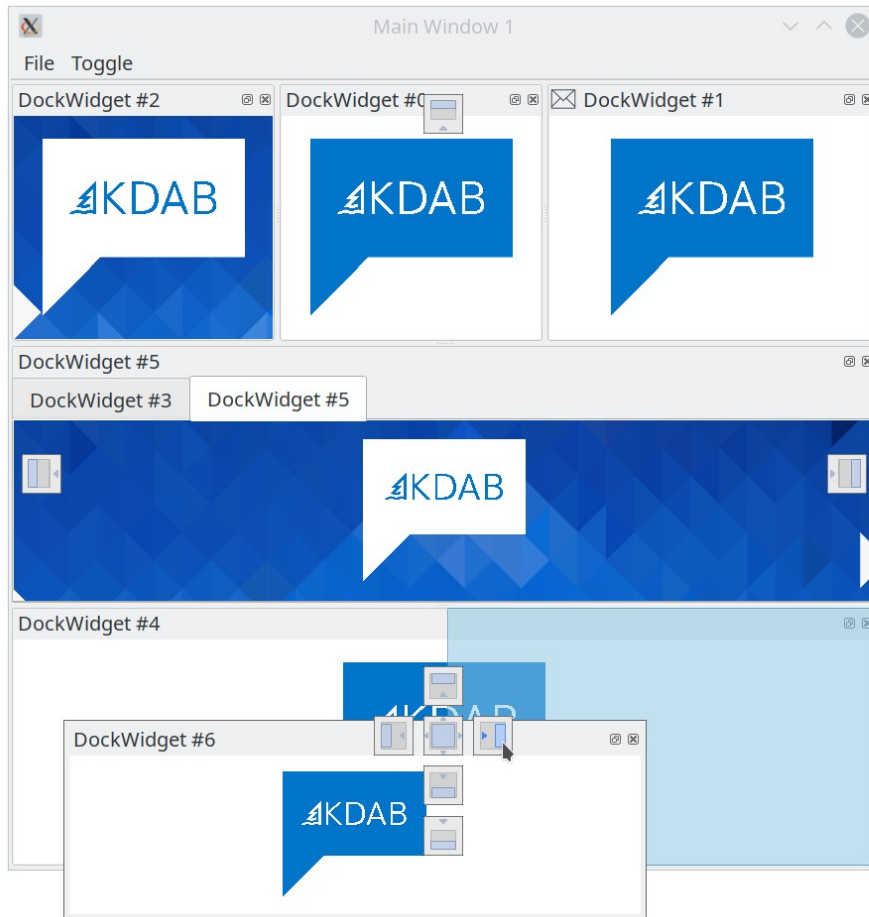 Main Window 1
File Toggle
DockWidget #2
DockWidget #0
DockWidget #1
KDAB
KDAB
KDAB
DockWidget #5
DockWidget #3
DockWidget #5
KDAB
DockWidget #4
KDAB
DockWidget #6
KDAB